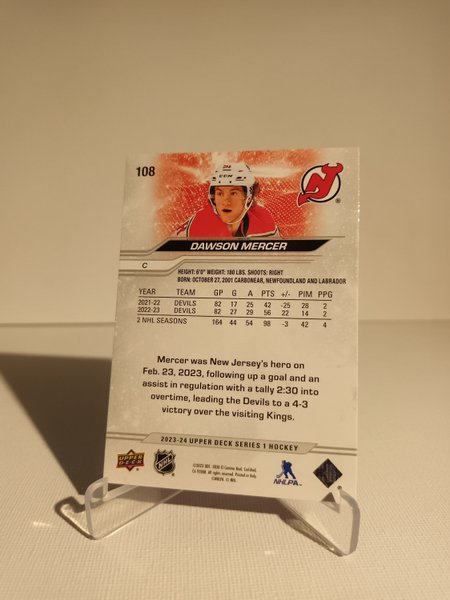 108
CCM
DAWSON MERCER
C
HEIGHT: 6'0" WEIGHT: 180 LBS. SHOOTS: RIGHT
BORN: OCTOBER 27, 2001 CARBONEAR, NEWFOUNDLAND AND LABRADOR
YEAR TEAM GP G A PTS +/- PIM PPG
2021-22 DEVILS 82 17 25 42 -25 28 2
2022-23 DEVILS 82 27 29 56 22 14 2
2 NHL SEASONS 164 44 54 98 -3 42 4
Mercer was New Jersey's hero on
Feb. 23, 2023, following up a goal and an
assist in regulation with a tally 2:30 into
overtime, leading the Devils to a 4-3
victory over the visiting Kings.
2023-24 UPPER DECK SERIES 1 HOCKEY
UPPER DECK
NHL
NHLPA